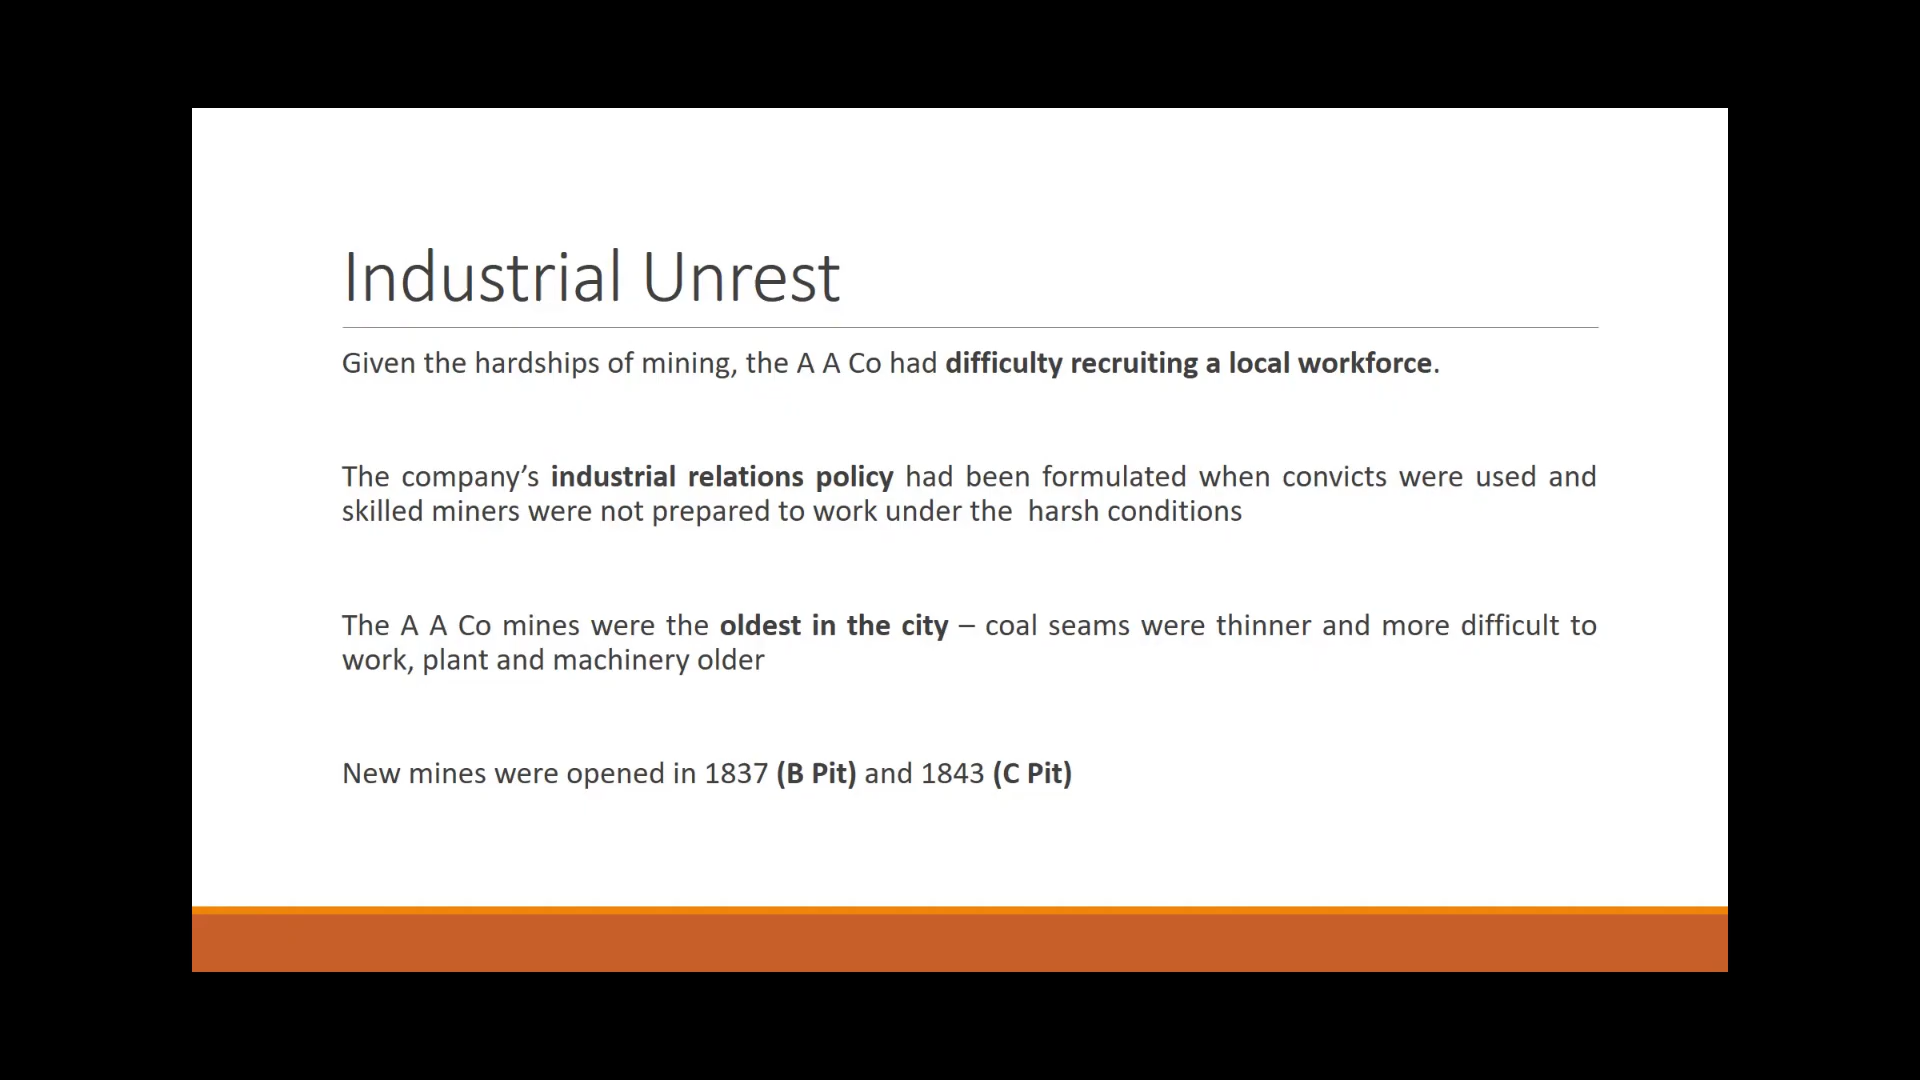 Industrial Unrest
Given the hardships of mining, the A A Co had difficulty recruiting a local workforce.
The company’s industrial relations policy had been formulated when convicts were used and
skilled miners were not prepared to work under the  harsh conditions
The A A Co mines were the oldest in the city – coal seams were thinner and more difficult to
work, plant and machinery older
New mines were opened in 1837 (B Pit) and 1843 (C Pit)